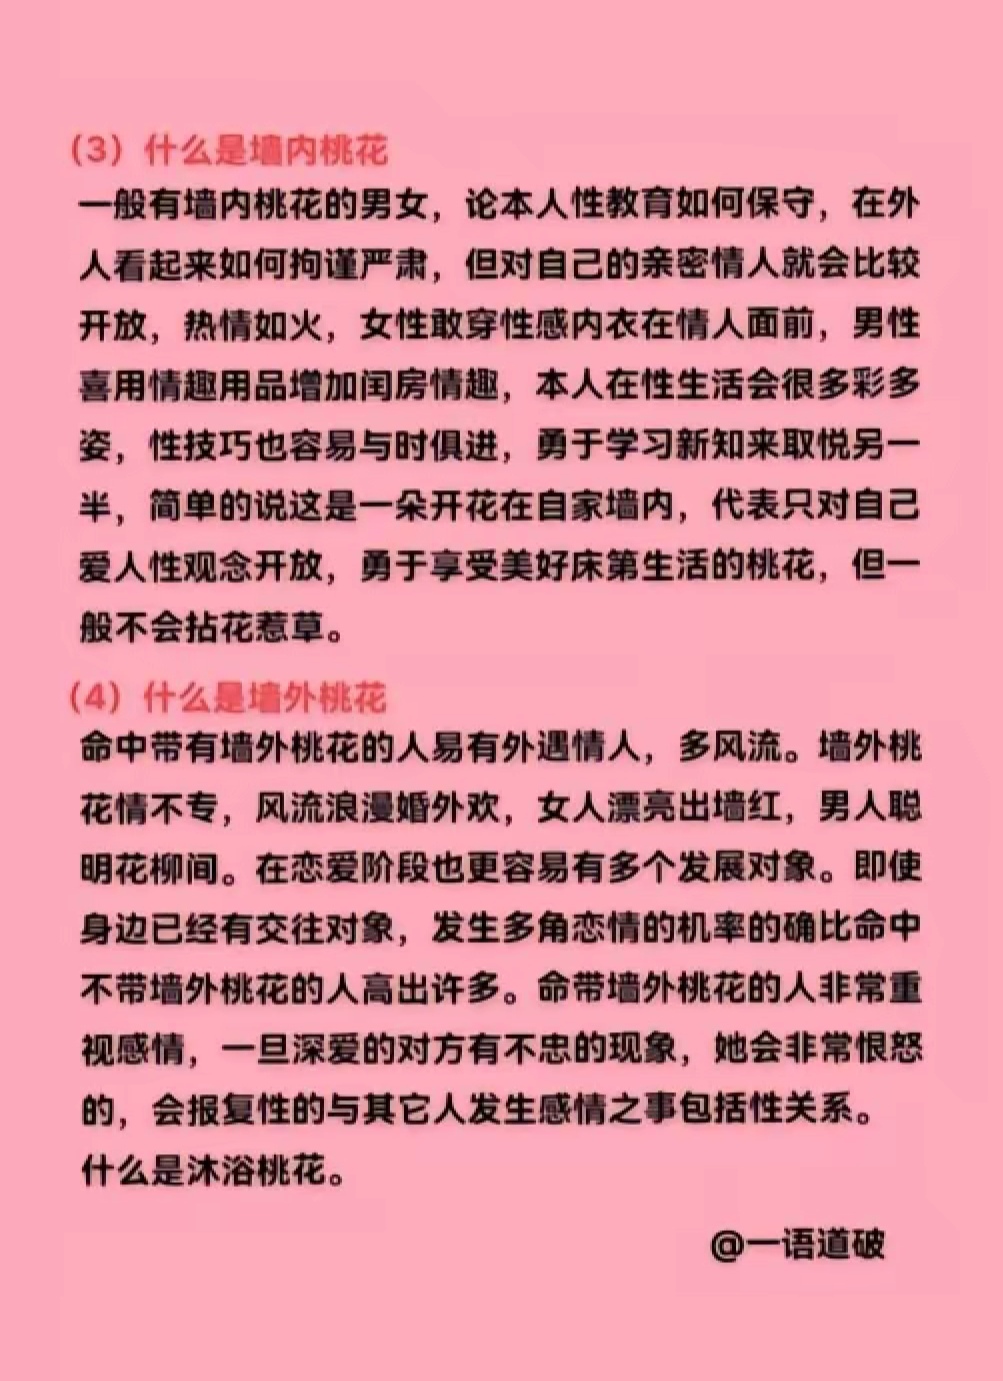 （3）什么是墙内桃花
一般有墙内桃花的男女，论本人性教育如何保守，在外
人看起来如何拘谨严肃，但对自己的亲密情人就会比较
开放，热情如火，女性敢穿性感内衣在情人面前，男性
喜用情趣用品增加闰房情趣，本人在性生活会很多彩多
姿，性技巧也容易与时俱进，勇于学习新知来取悦另一
半，简单的说这是一朵开花在自家墙内，代表只对自己
爱人性观念开放，勇于享受美好床第生活的桃花，但一
般不会拈花惹草。
（4）什么是墙外桃花
命中带有墙外桃花的人易有外遇情人，多风流。墙外桃
花情不专，风流浪漫婚外欢，女人漂亮出墙红，男人聪
明花柳间。在恋爱阶段也更容易有多个发展对象。即使
身边已经有交往对象，发生多角恋情的机率的确比命中
不带墙外桃花的人高出许多。命带墙外桃花的人非常重
视感情，一旦深爱的对方有不忠的现象，她会非常恨怒
的，会报复性的与其它人发生感情之事包括性关系。
什么是沐浴桃花。
@一语道破